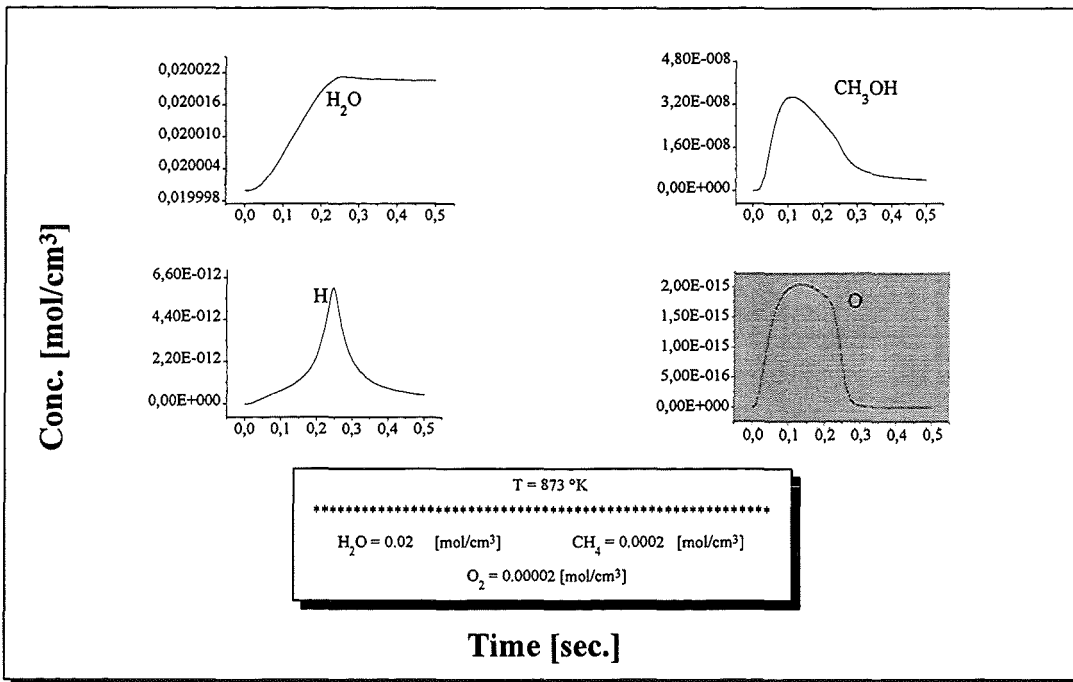 0,020022
0,020016
0,020010
0,020004
0,019998
H₂O
0,0 0,1 0,2 0,3 0,4 0,5
4,80E-008
3,20E-008
1,60E-008
0,00E+000
CH₃OH
0,0 0,1 0,2 0,3 0,4 0,5
Conc. [mol/cm³]
6,60E-012
4,40E-012
2,20E-012
0,00E+000
H
0,0 0,1 0,2 0,3 0,4 0,5
2,00E-015
1,50E-015
1,00E-015
5,00E-016
0,00E+000
O
0,0 0,1 0,2 0,3 0,4 0,5
T = 873 °K
*********************************************************
H₂O = 0.02 [mol/cm³] CH₄ = 0.0002 [mol/cm³]
O₂ = 0.00002 [mol/cm³]
Time [sec.]